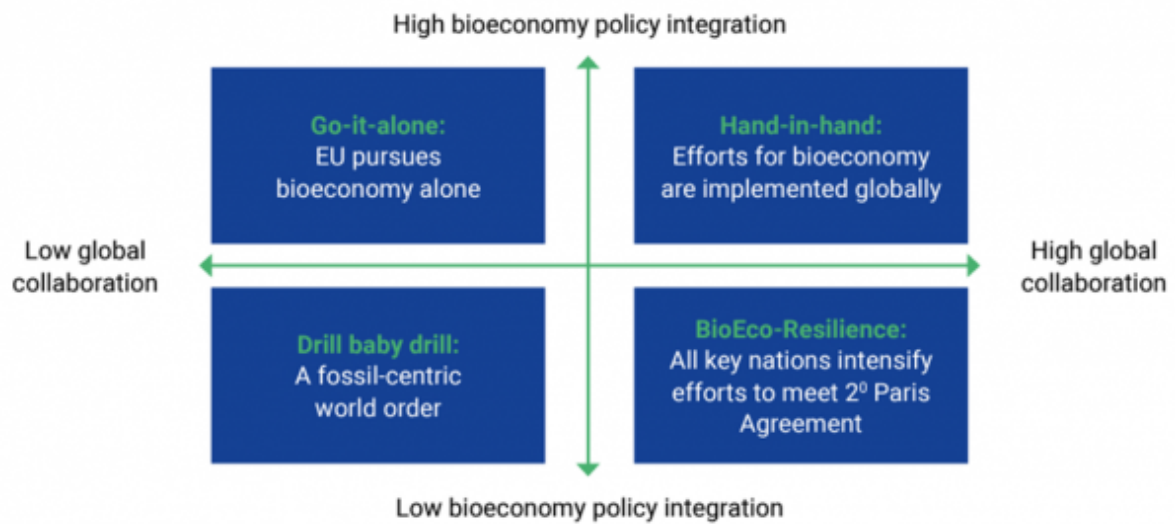 High bioeconomy policy integration
Go-it-alone:
EU pursues
bioeconomy alone
Hand-in-hand:
Efforts for bioeconomy
are implemented globally
Low global
collaboration
High global
collaboration
Drill baby drill:
A fossil-centric
world order
BioEco-Resilience:
All key nations intensify
efforts to meet 2⁰ Paris
Agreement
Low bioeconomy policy integration